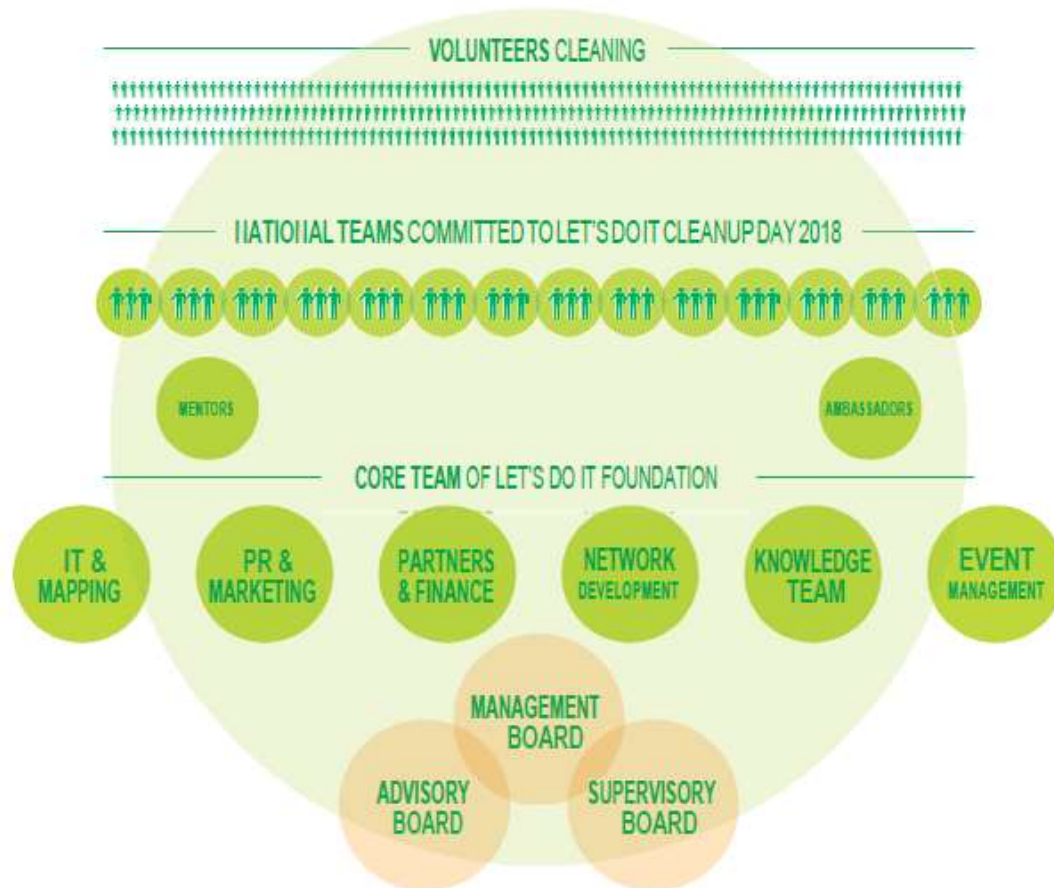 VOLUNTEERS CLEANING
NATIONAL TEAMS COMMITTED TO LET'S DO IT CLEANUP DAY 2018
MENTORS
AMBASSADORS
CORE TEAM OF LET'S DO IT FOUNDATION
IT &
MAPPING
PR &
MARKETING
PARTNERS
& FINANCE
NETWORK
DEVELOPMENT
KNOWLEDGE
TEAM
EVENT
MANAGEMENT
MANAGEMENT
BOARD
ADVISORY
BOARD
SUPERVISORY
BOARD